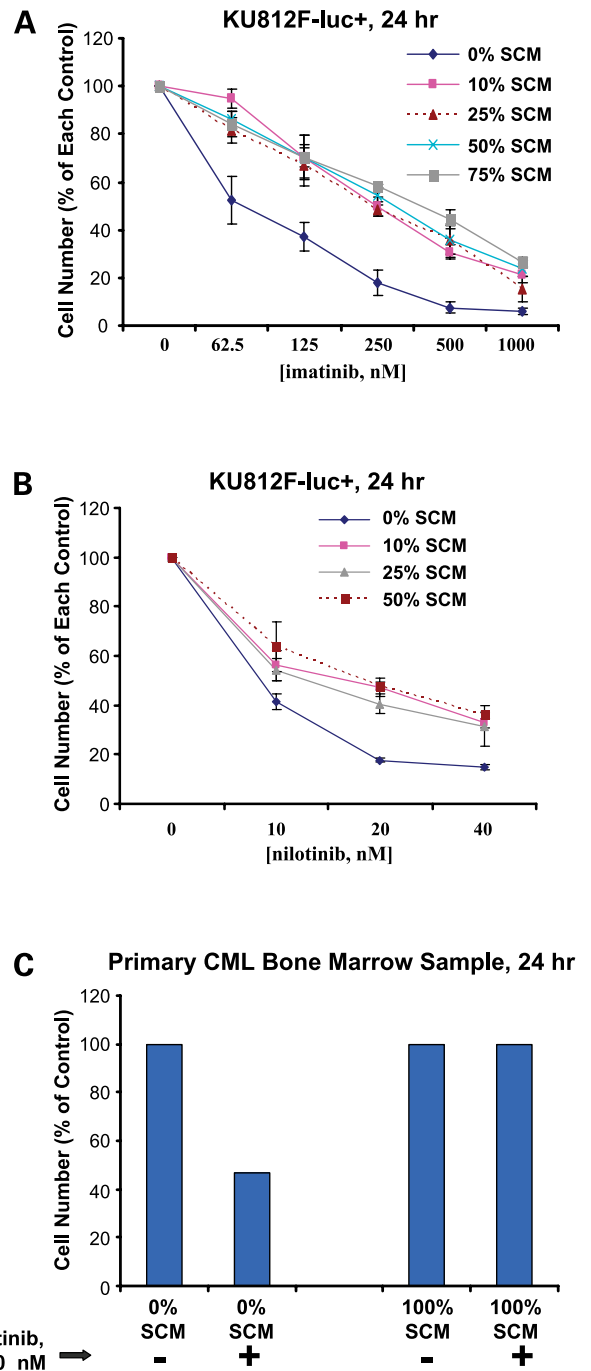 A
KU812F-luc+, 24 hr
Cell Number (% of Each Control)
120
100
80
60
40
20
0
0% SCM
10% SCM
25% SCM
50% SCM
75% SCM
0 62.5 125 250 500 1000
[imatinib, nM]
B
KU812F-luc+, 24 hr
Cell Number (% of Each Control)
120
100
80
60
40
20
0
0% SCM
10% SCM
25% SCM
50% SCM
0 10 20 40
[nilotinib, nM]
C
Primary CML Bone Marrow Sample, 24 hr
Cell Number (% of Control)
120
100
80
60
40
20
0
0% 0% 100% 100%
SCM SCM SCM SCM
- + - +
nM